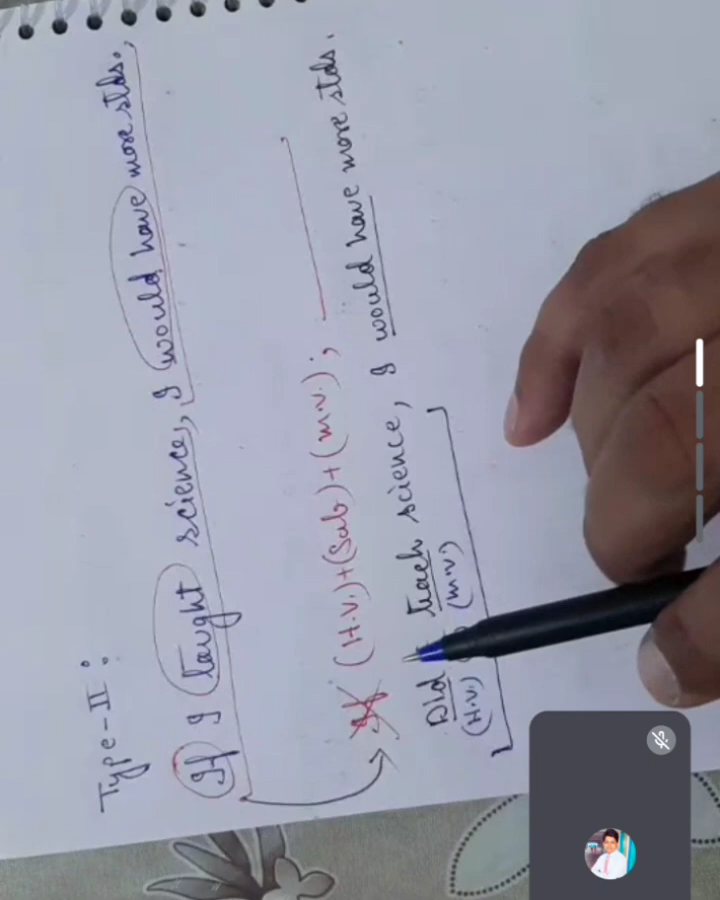 Type-II:
If I taught science, I would have more stds.
If (H.V.)+(Sub)+(m.v.);
Did teach science, I would have more stds.
(H.V.) (m.v)